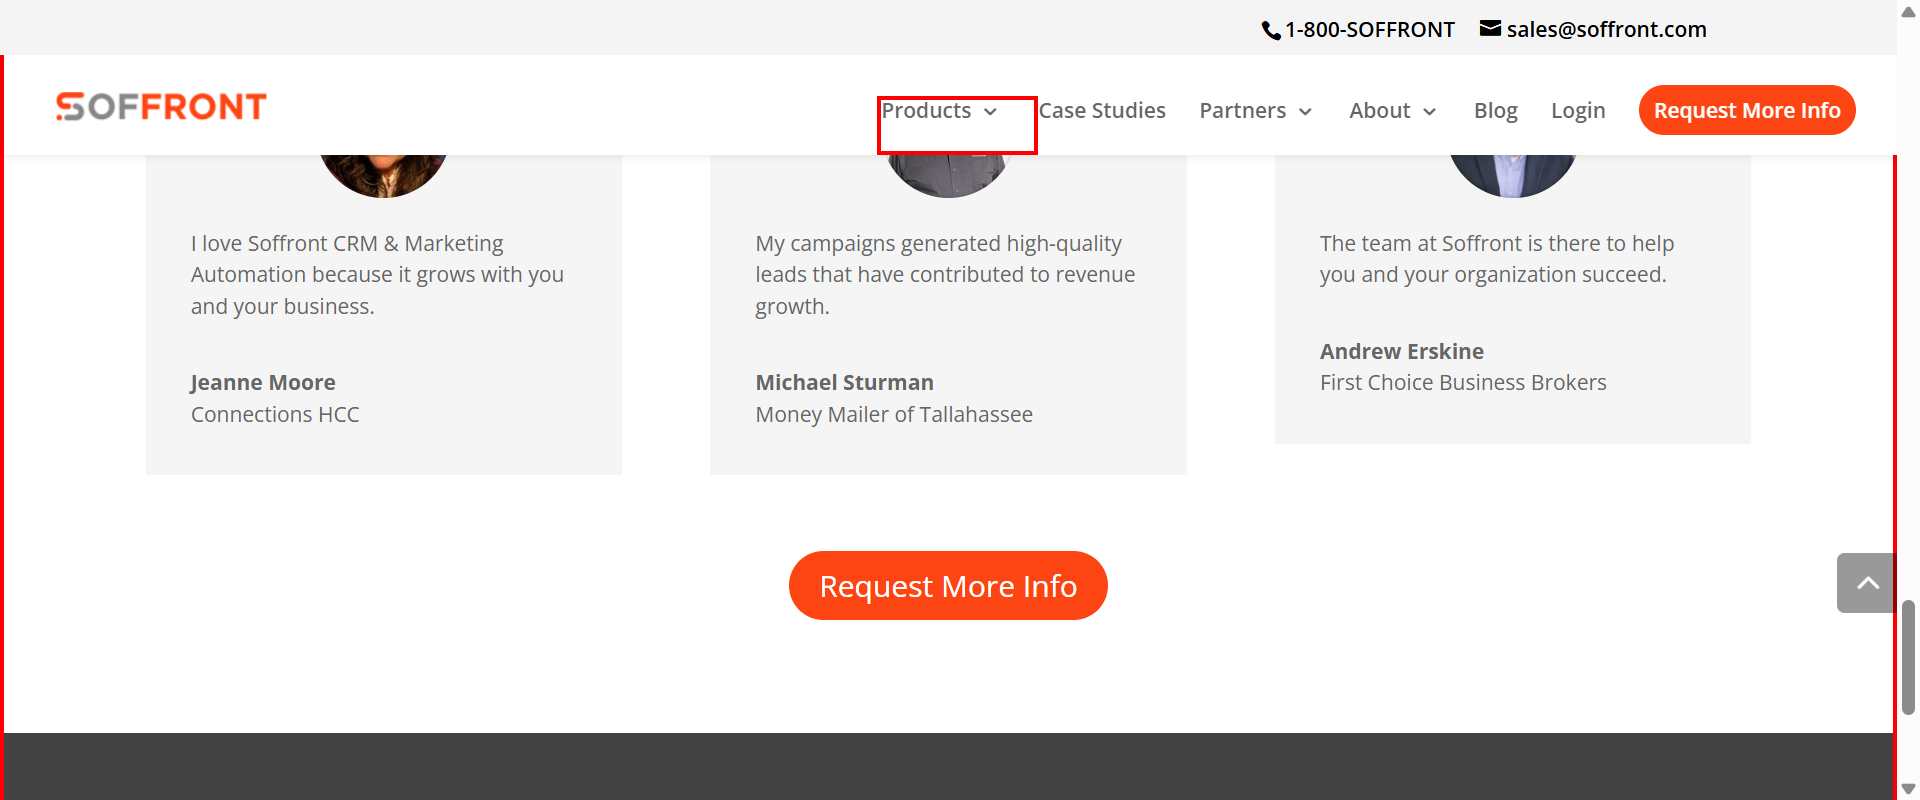 1-800-SOFFRONT sales@soffront.com
SOFFRONT
Products Case Studies Partners About Blog Login Request More Info
I love Soffront CRM & Marketing
Automation because it grows with you
and your business.
Jeanne Moore
Connections HCC
My campaigns generated high-quality
leads that have contributed to revenue
growth.
Michael Sturman
Money Mailer of Tallahassee
The team at Soffront is there to help
you and your organization succeed.
Andrew Erskine
First Choice Business Brokers
Request More Info